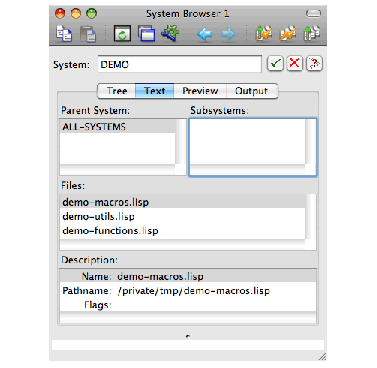 System Browser 1
System: DEMO
Tree Text Preview Output
Parent System: Subsystems:
ALL-SYSTEMS
Files:
demo-macros.lisp
demo-utils.lisp
demo-functions.lisp
Description:
Name: demo-macros.lisp
Pathname: /private/tmp/demo-macros.lisp
Flags: